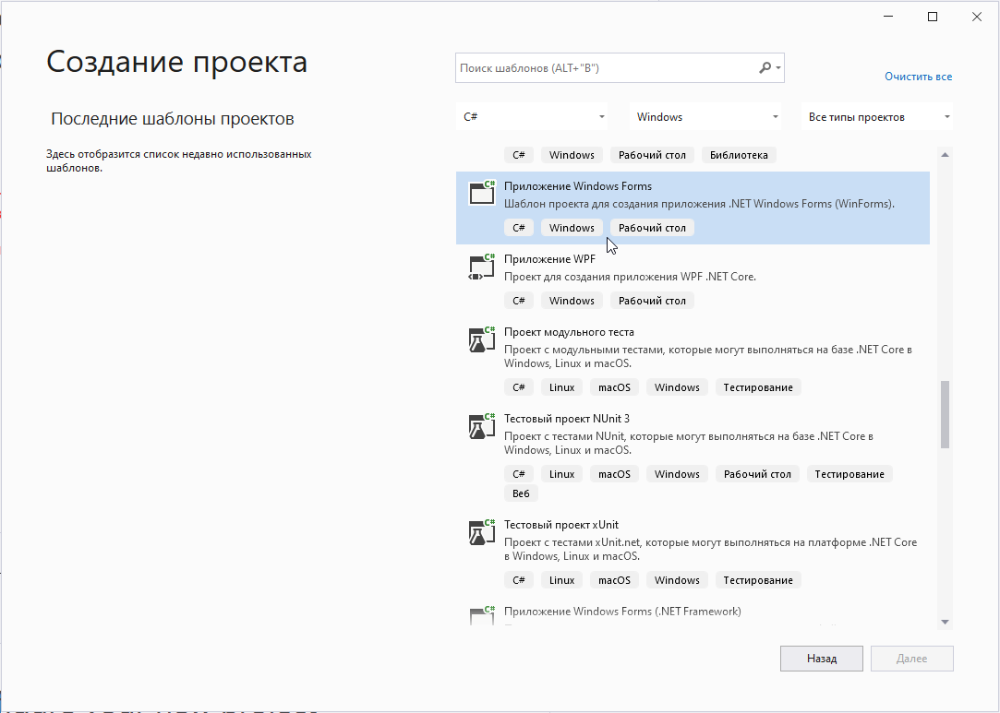 Создание проекта
Последние шаблоны проектов
Здесь отобразится список недавно использованных
шаблонов.
Поиск шаблонов (ALT+"В")
Очистить все
C# Windows Все типы проектов
C# Windows Рабочий стол Библиотека
C#
Приложение Windows Forms
Шаблон проекта для создания приложения .NET Windows Forms (WinForms).
C# Windows Рабочий стол
C#
Приложение WPF
Проект для создания приложения WPF .NET Core.
C# Windows Рабочий стол
C#
Проект модульного теста
Проект с модульными тестами, которые могут выполняться на базе .NET Core в
Windows, Linux и macOS.
C# Linux macOS Windows Тестирование
C#
Тестовый проект NUnit 3
Проект с тестами NUnit, которые могут выполняться на базе .NET Core в
Windows, Linux и macOS.
C# Linux macOS Windows Рабочий стол Тестирование
Веб
C#
Тестовый проект xUnit
Проект с тестами xUnit.net, которые могут выполняться на платформе .NET Core
в Windows, Linux и macOS.
C# Linux macOS Windows Тестирование
C#
Приложение Windows Forms (.NET Framework)
Назад Далее